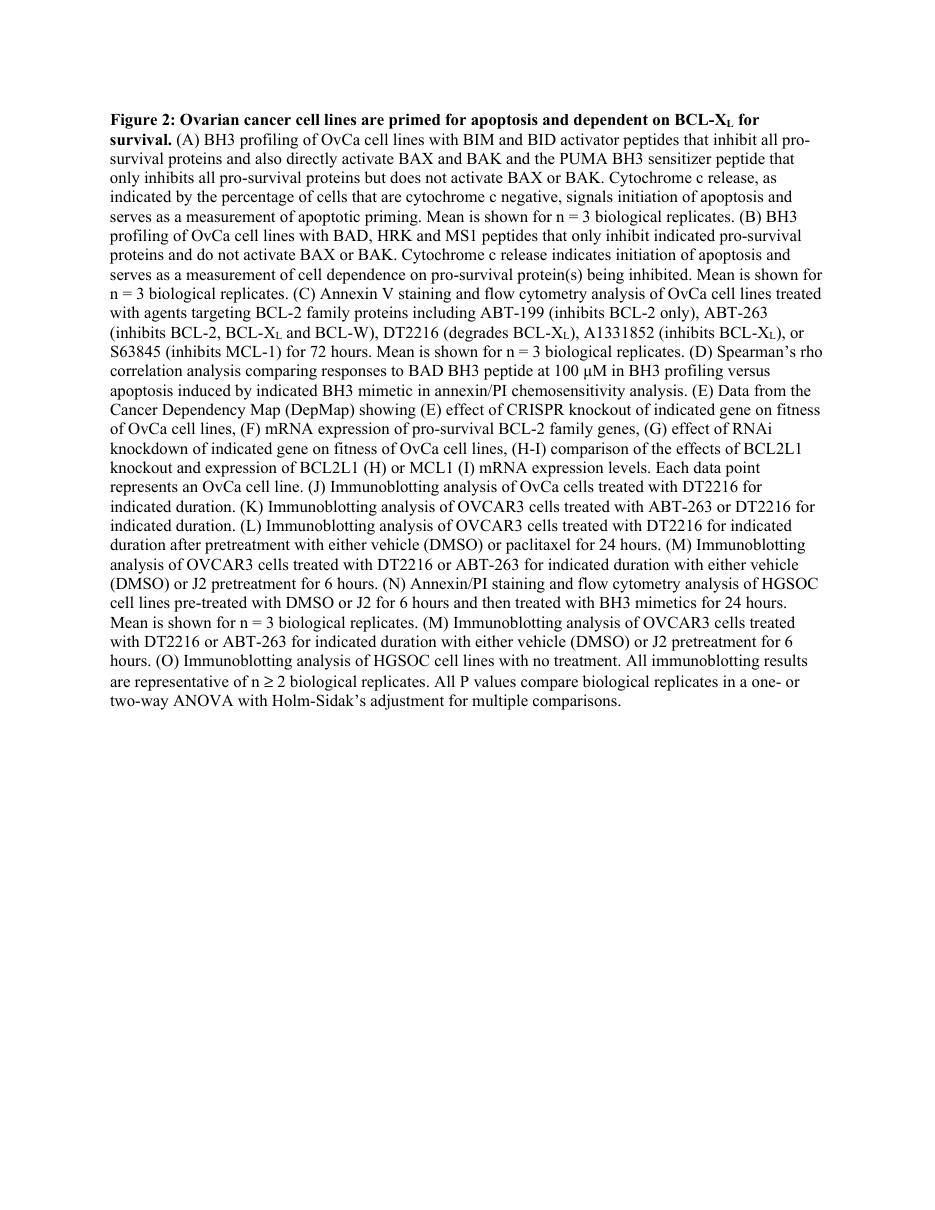 Figure 2: Ovarian cancer cell lines are primed for apoptosis and dependent on BCL-XL for
survival. (A) BH3 profiling of OvCa cell lines with BIM and BID activator peptides that inhibit all pro-
survival proteins and also directly activate BAX and BAK and the PUMA BH3 sensitizer peptide that
only inhibits all pro-survival proteins but does not activate BAX or BAK. Cytochrome c release, as
indicated by the percentage of cells that are cytochrome c negative, signals initiation of apoptosis and
serves as a measurement of apoptotic priming. Mean is shown for n = 3 biological replicates. (B) BH3
profiling of OvCa cell lines with BAD, HRK and MS1 peptides that only inhibit indicated pro-survival
proteins and do not activate BAX or BAK. Cytochrome c release indicates initiation of apoptosis and
serves as a measurement of cell dependence on pro-survival protein(s) being inhibited. Mean is shown for
n = 3 biological replicates. (C) Annexin V staining and flow cytometry analysis of OvCa cell lines treated
with agents targeting BCL-2 family proteins including ABT-199 (inhibits BCL-2 only), ABT-263
(inhibits BCL-2, BCL-XL and BCL-W), DT2216 (degrades BCL-XL), A1331852 (inhibits BCL-XL), or
S63845 (inhibits MCL-1) for 72 hours. Mean is shown for n = 3 biological replicates. (D) Spearman's rho
correlation analysis comparing responses to BAD BH3 peptide at 100 μM in BH3 profiling versus
apoptosis induced by indicated BH3 mimetic in annexin/PI chemosensitivity analysis. (E) Data from the
Cancer Dependency Map (DepMap) showing (E) effect of CRISPR knockout of indicated gene on fitness
of OvCa cell lines, (F) mRNA expression of pro-survival BCL-2 family genes, (G) effect of RNAi
knockdown of indicated gene on fitness of OvCa cell lines, (H-I) comparison of the effects of BCL2L1
knockout and expression of BCL2L1 (H) or MCL1 (I) mRNA expression levels. Each data point
represents an OvCa cell line. (J) Immunoblotting analysis of OvCa cells treated with DT2216 for
indicated duration. (K) Immunoblotting analysis of OVCAR3 cells treated with ABT-263 or DT2216 for
indicated duration. (L) Immunoblotting analysis of OVCAR3 cells treated with DT2216 for indicated
duration after pretreatment with either vehicle (DMSO) or paclitaxel for 24 hours. (M) Immunoblotting
analysis of OVCAR3 cells treated with DT2216 or ABT-263 for indicated duration with either vehicle
(DMSO) or J2 pretreatment for 6 hours. (N) Annexin/PI staining and flow cytometry analysis of HGSOC
cell lines pre-treated with DMSO or J2 for 6 hours and then treated with BH3 mimetics for 24 hours.
Mean is shown for n = 3 biological replicates. (M) Immunoblotting analysis of OVCAR3 cells treated
with DT2216 or ABT-263 for indicated duration with either vehicle (DMSO) or J2 pretreatment for 6
hours. (O) Immunoblotting analysis of HGSOC cell lines with no treatment. All immunoblotting results
are representative of n ≥ 2 biological replicates. All P values compare biological replicates in a one- or
two-way ANOVA with Holm-Sidak's adjustment for multiple comparisons.